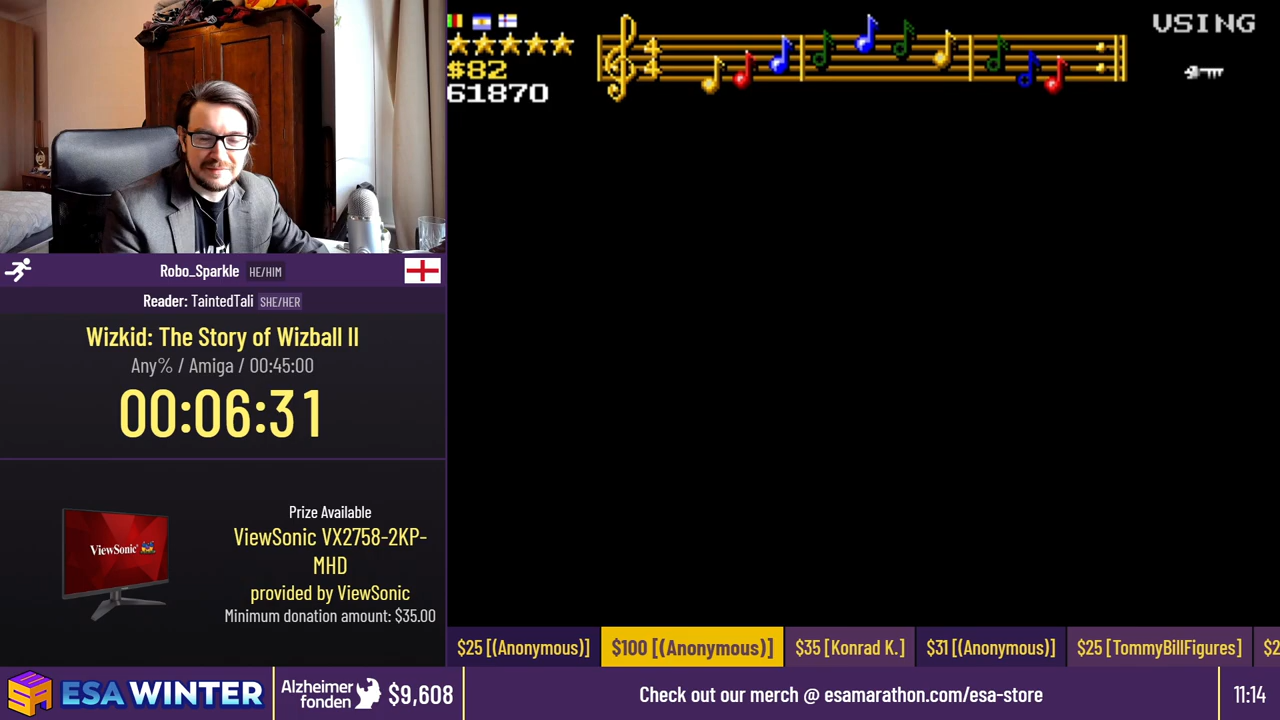 $82
61870
USING
Robo_Sparkle HE/HIM
Reader: TaintedTali SHE/HER
Wizkid: The Story of Wizball II
Any% / Amiga / 00:45:00
00:06:31
ViewSonic
Prize Available
ViewSonic VX2758-2KP-
MHD
provided by ViewSonic
Minimum donation amount: $35.00
$25 [(Anonymous)] $100 [(Anonymous)] $35 [Konrad K.] $31 [(Anonymous)] $25 [TommyBillFigures] $2
ESA WINTER
Alzheimer
fonden
$9,608
Check out our merch @ esamarathon.com/esa-store
11:14